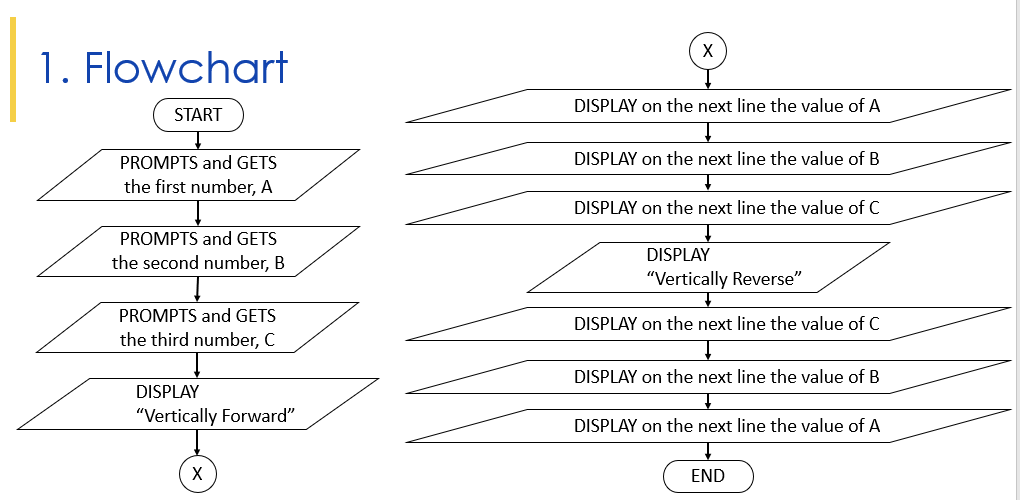 1. Flowchart
START
PROMPTS and GETS
the first number, A
PROMPTS and GETS
the second number, B
PROMPTS and GETS
the third number, C
DISPLAY
“Vertically Forward”
X
X
DISPLAY on the next line the value of A
DISPLAY on the next line the value of B
DISPLAY on the next line the value of C
DISPLAY
“Vertically Reverse”
DISPLAY on the next line the value of C
DISPLAY on the next line the value of B
DISPLAY on the next line the value of A
END